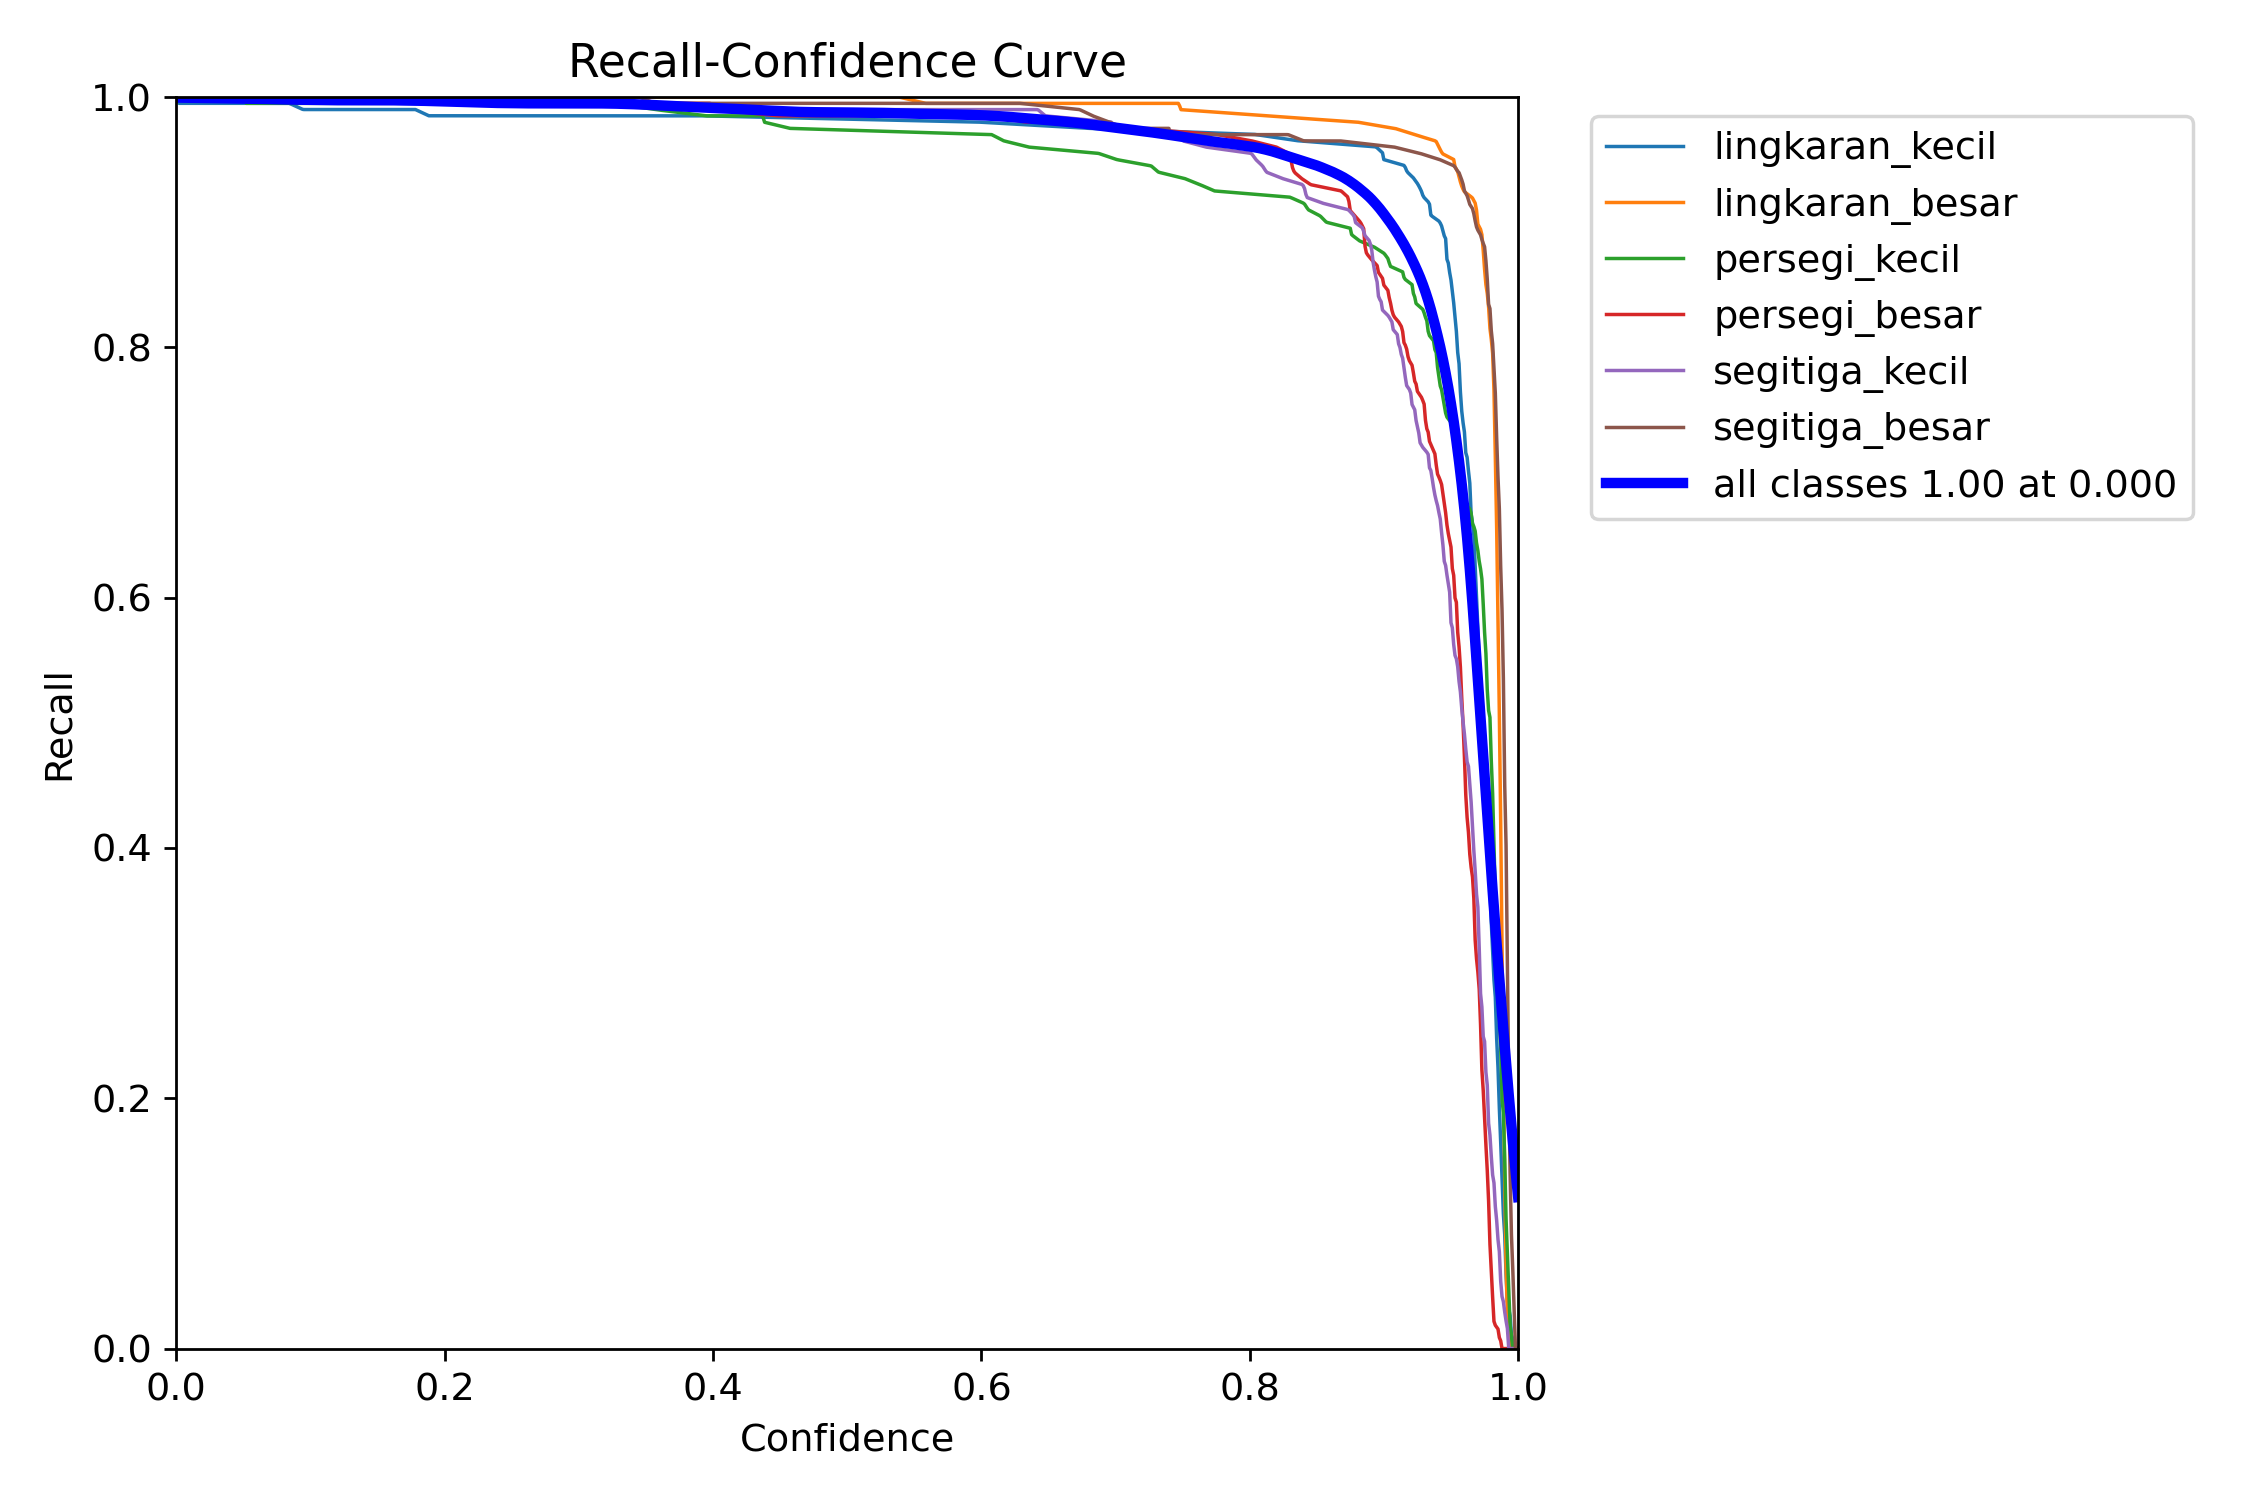 Recall-Confidence Curve
1.0
0.8
0.6
0.4
0.2
0.0
Recall
0.0 0.2 0.4 0.6 0.8 1.0
Confidence
lingkaran_kecil
lingkaran_besar
persegi_kecil
persegi_besar
segitiga_kecil
segitiga_besar
all classes 1.00 at 0.000